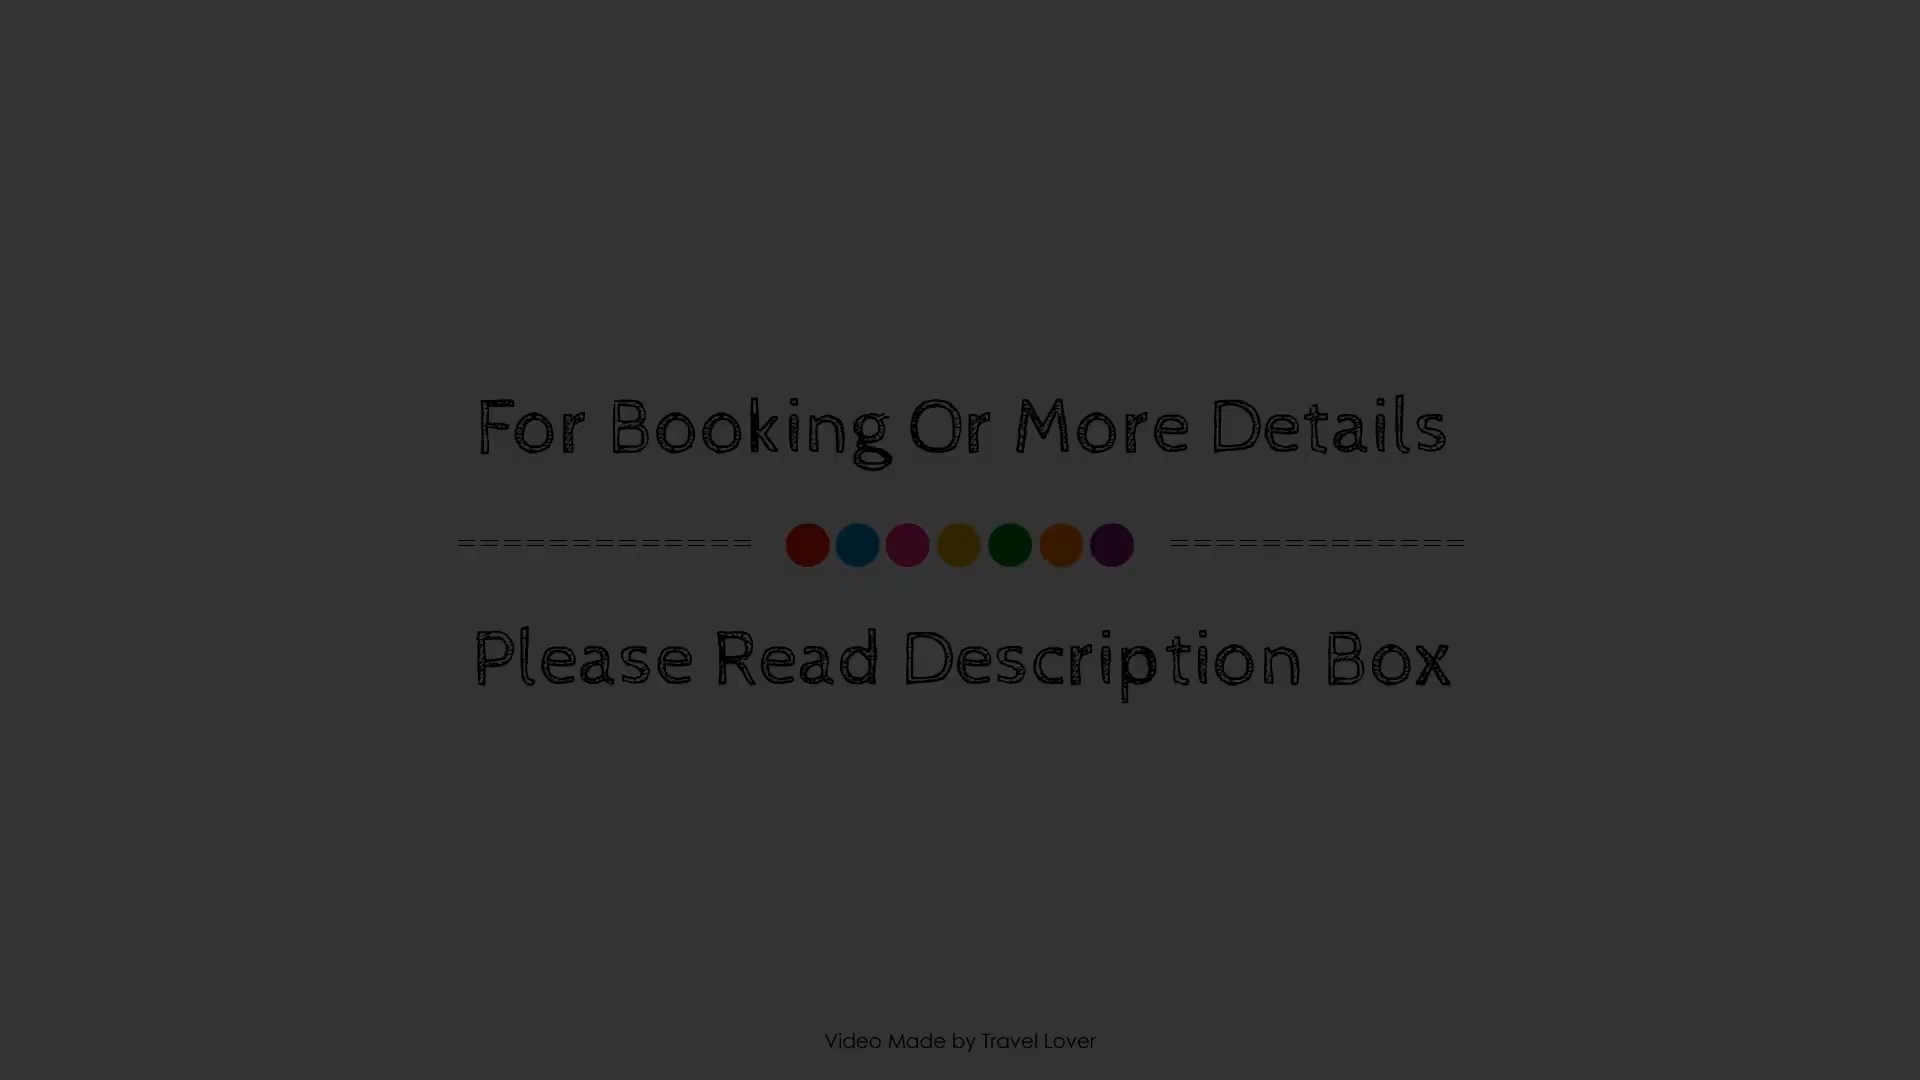 For Booking Or More Details
============= =============
Please Read Description Box
Video Made by Travel Lover